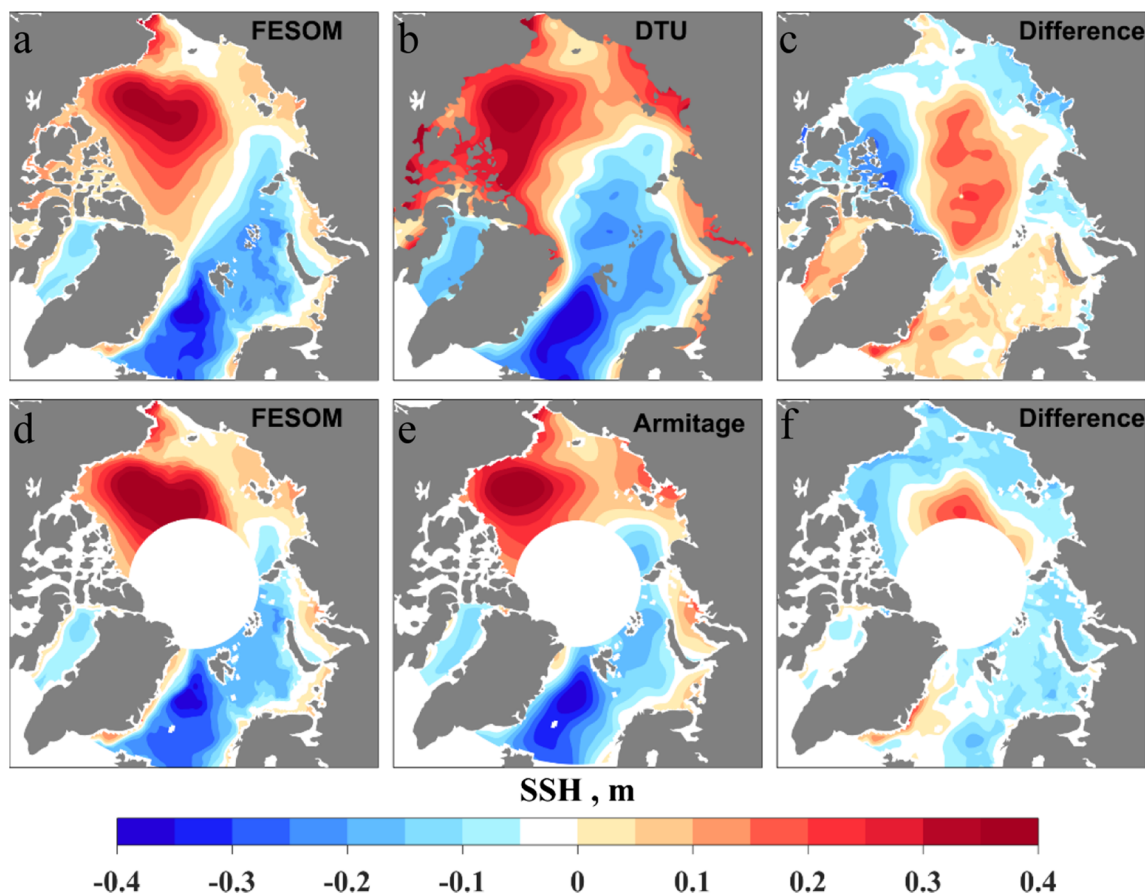 a FESOM
b DTU
c Difference
d FESOM
e Armitage
f Difference
SSH , m
-0.4 -0.3 -0.2 -0.1 0 0.1 0.2 0.3 0.4